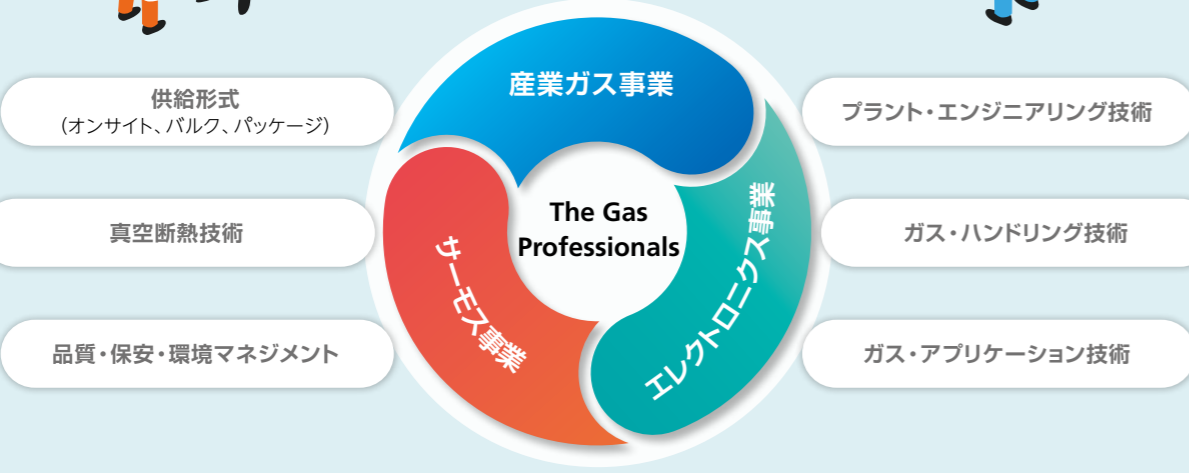 供給形式
（オンサイト、バルク、パッケージ）
真空断熱技術
品質・保安・環境マネジメント
産業ガス事業
The Gas
Professionals
サーモス事業
エレクトロニクス事業
プラント・エンジニアリング技術
ガス・ハンドリング技術
ガス・アプリケーション技術